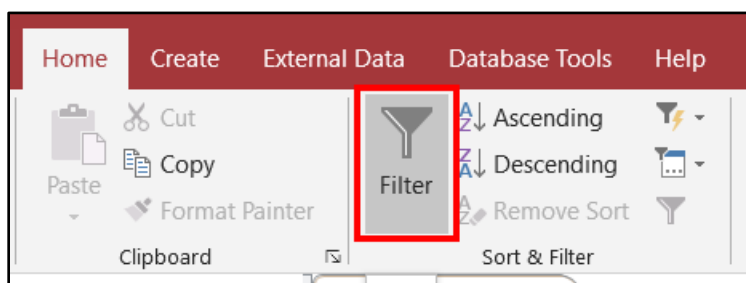 Home Create External Data Database Tools Help
Paste
Cut
Copy
Format Painter
Clipboard
Filter
Ascending
Descending
Remove Sort
Sort & Filter